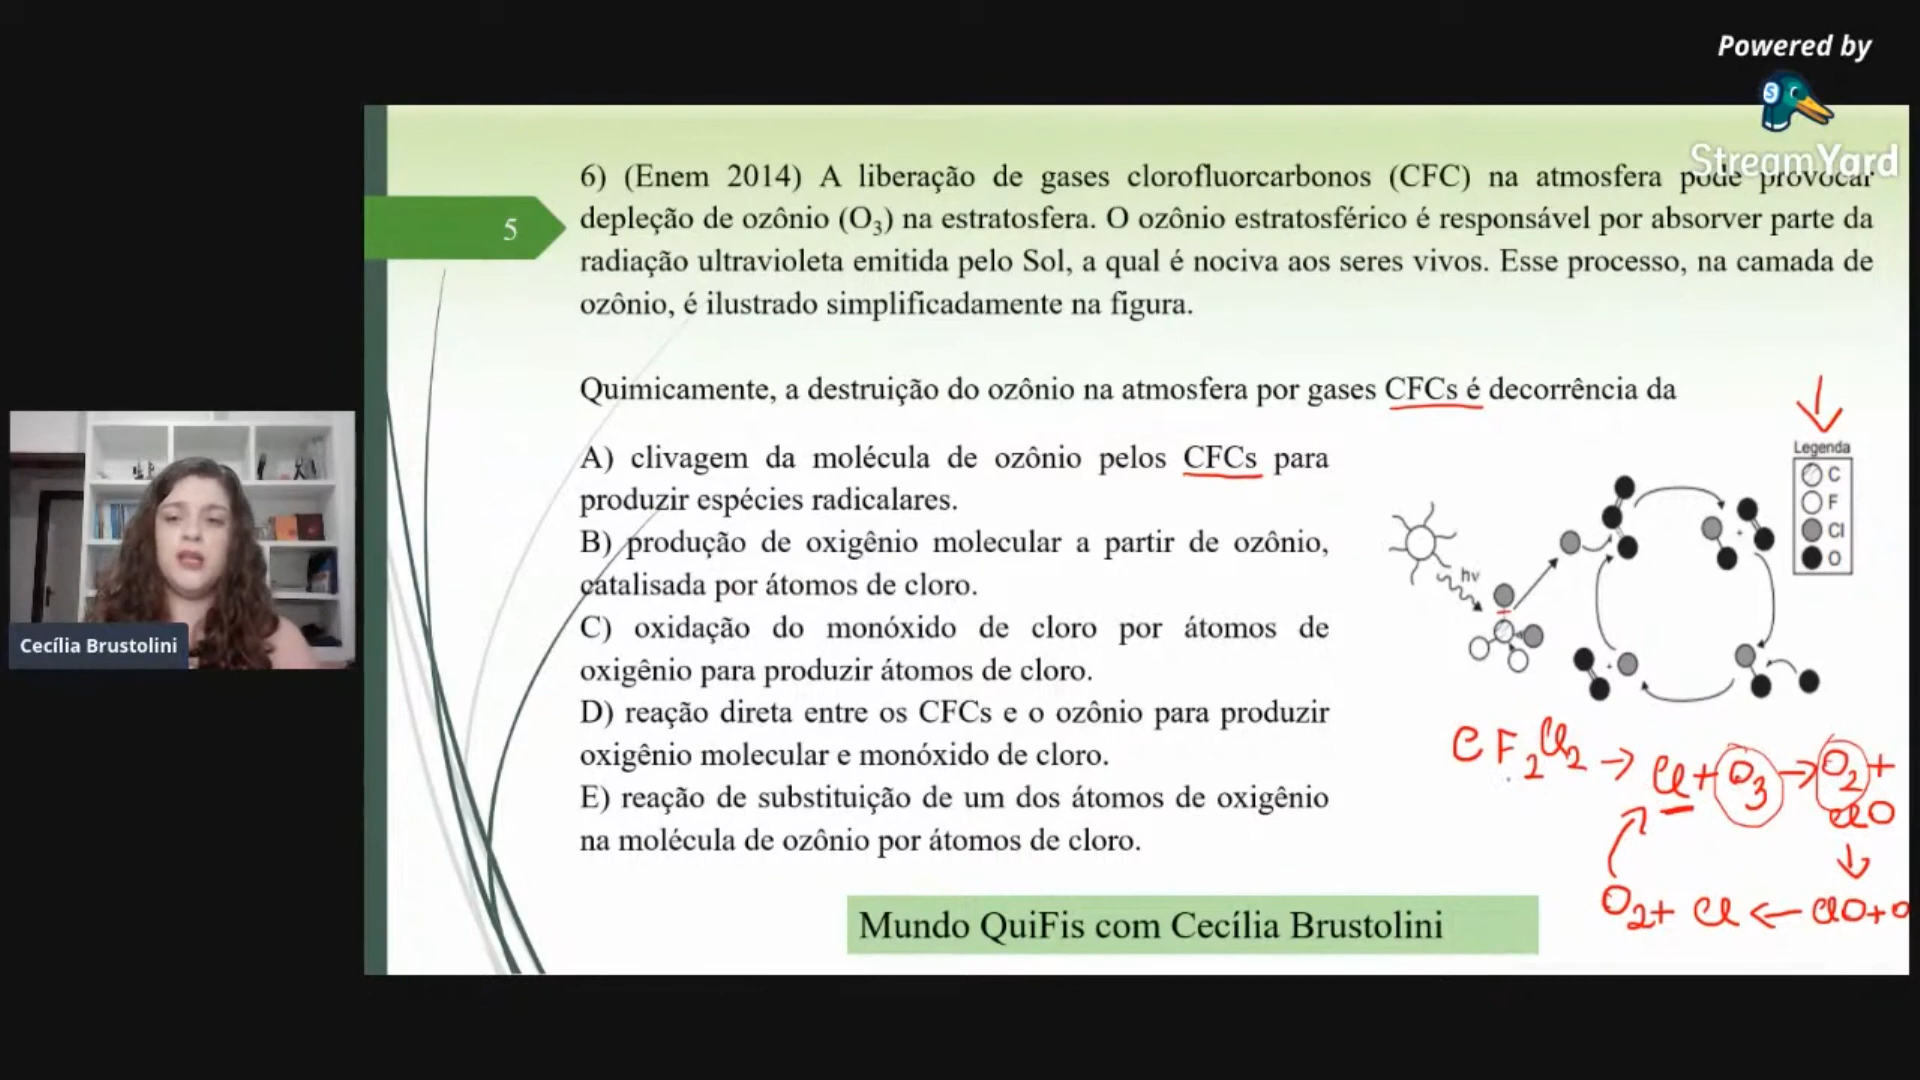 Powered by
StreamYard
5
6) (Enem 2014) A liberação de gases clorofluorcarbonos (CFC) na atmosfera pode provocar
depleção de ozônio (O₃) na estratosfera. O ozônio estratosférico é responsável por absorver parte da
radiação ultravioleta emitida pelo Sol, a qual é nociva aos seres vivos. Esse processo, na camada de
ozônio, é ilustrado simplificadamente na figura.
Quimicamente, a destruição do ozônio na atmosfera por gases CFCs é decorrência da
A) clivagem da molécula de ozônio pelos CFCs para
produzir espécies radicalares.
B) produção de oxigênio molecular a partir de ozônio,
catalisada por átomos de cloro.
C) oxidação do monóxido de cloro por átomos de
oxigênio para produzir átomos de cloro.
D) reação direta entre os CFCs e o ozônio para produzir
oxigênio molecular e monóxido de cloro.
E) reação de substituição de um dos átomos de oxigênio
na molécula de ozônio por átomos de cloro.
Legenda
C
F
Cl
O
hv
+
+
CF₂Cl₂ → Cl + O₃ → O₂ +
ClO
↓
O₂ + Cl ← ClO + O
Mundo QuiFis com Cecília Brustolini
Cecília Brustolini